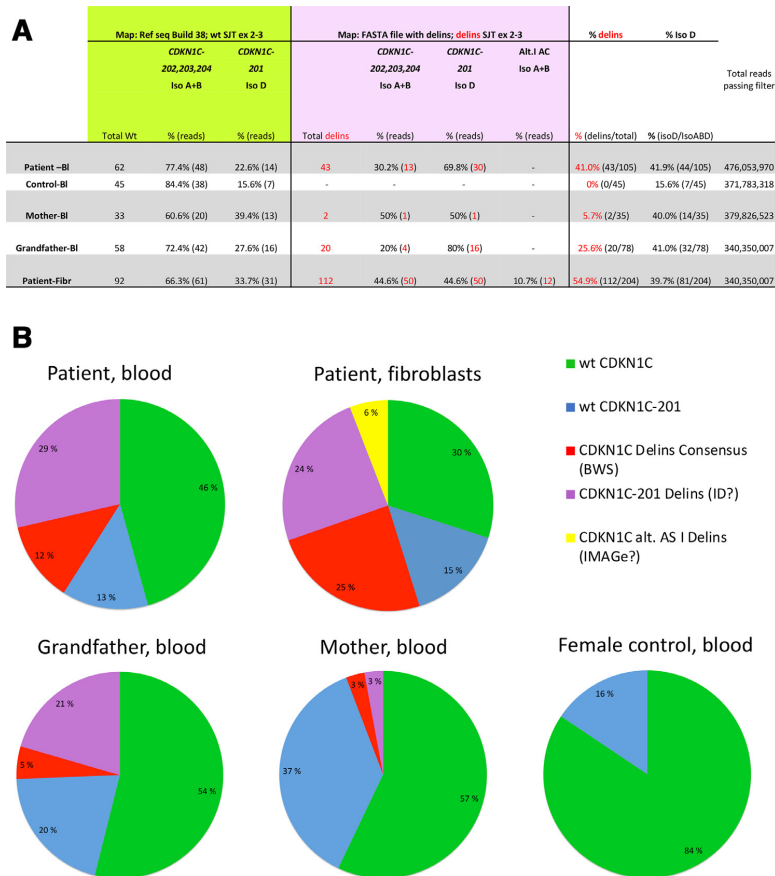 A
Map: Ref seq Build 38; wt SJT ex 2-3
Map: FASTA file with delins; delins SJT ex 2-3
% delins
% Iso D
CDKN1C-202,203,204 Iso A+B
CDKN1C-201 Iso D
CDKN1C-202,203,204 Iso A+B
CDKN1C-201 Iso D
Alt.I AC Iso A+B
Total reads passing filter
Total Wt % (reads) % (reads) Total delins % (reads) % (reads) % (reads) % (delins/total) % (isoD/IsoABD)
Patient –Bl 62 77.4% (48) 22.6% (14) 43 30.2% (13) 69.8% (30) - 41.0% (43/105) 41.9% (44/105) 476,053,970
Control-Bl 45 84.4% (38) 15.6% (7) - - - - 0% (0/45) 15.6% (7/45) 371,783,318
Mother-Bl 33 60.6% (20) 39.4% (13) 2 50% (1) 50% (1) - 5.7% (2/35) 40.0% (14/35) 379,826,523
Grandfather-Bl 58 72.4% (42) 27.6% (16) 20 20% (4) 80% (16) - 25.6% (20/78) 41.0% (32/78) 340,350,007
Patient-Fibr 92 66.3% (61) 33.7% (31) 112 44.6% (50) 44.6% (50) 10.7% (12) 54.9% (112/204) 39.7% (81/204) 340,350,007
B
Patient, blood
29 %
46 %
12 %
13 %
Patient, fibroblasts
6 %
30 %
24 %
15 %
25 %
wt CDKN1C
wt CDKN1C-201
CDKN1C Delins Consensus
(BWS)
CDKN1C-201 Delins (ID?)
CDKN1C alt. AS I Delins
(IMAGe?)
Grandfather, blood
21 %
5 %
54 %
20 %
Mother, blood
3 %
3 %
37 %
57 %
Female control, blood
16 %
84 %